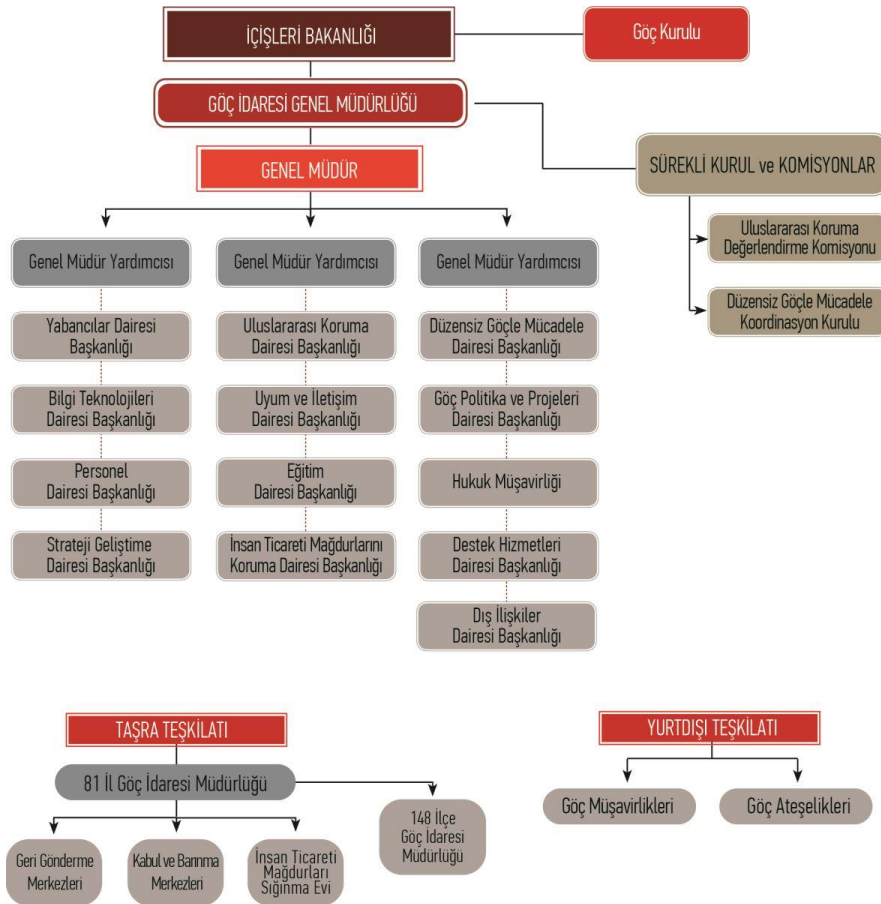 İÇİŞLERİ BAKANLIĞI
Göç Kurulu
GÖÇ İDARESİ GENEL MÜDÜRLÜĞÜ
GENEL MÜDÜR
SÜREKLİ KURUL ve KOMİSYONLAR
Uluslararası Koruma
Değerlendirme Komisyonu
Düzensiz Göçle Mücadele
Koordinasyon Kurulu
Genel Müdür Yardımcısı
Yabancılar Dairesi
Başkanlığı
Bilgi Teknolojileri
Dairesi Başkanlığı
Personel
Dairesi Başkanlığı
Strateji Geliştime
Dairesi Başkanlığı
Genel Müdür Yardımcısı
Uluslararası Koruma
Dairesi Başkanlığı
Uyum ve İletişim
Dairesi Başkanlığı
Eğitim
Dairesi Başkanlığı
İnsan Ticareti Mağdurlarını
Koruma Dairesi Başkanlığı
Genel Müdür Yardımcısı
Düzensiz Göçle Mücadele
Dairesi Başkanlığı
Göç Politika ve Projeleri
Dairesi Başkanlığı
Hukuk Müşavirliği
Destek Hizmetleri
Dairesi Başkanlığı
Dış İlişkiler
Dairesi Başkanlığı
TAŞRA TEŞKİLATI
81 İl Göç İdaresi Müdürlüğü
Geri Gönderme
Merkezleri
Kabul ve Barınma
Merkezleri
İnsan Ticareti
Mağdurları
Sığınma Evi
148 İlçe
Göç İdaresi
Müdürlüğü
YURTDIŞI TEŞKİLATI
Göç Müşavirlikleri
Göç Ateşelikleri